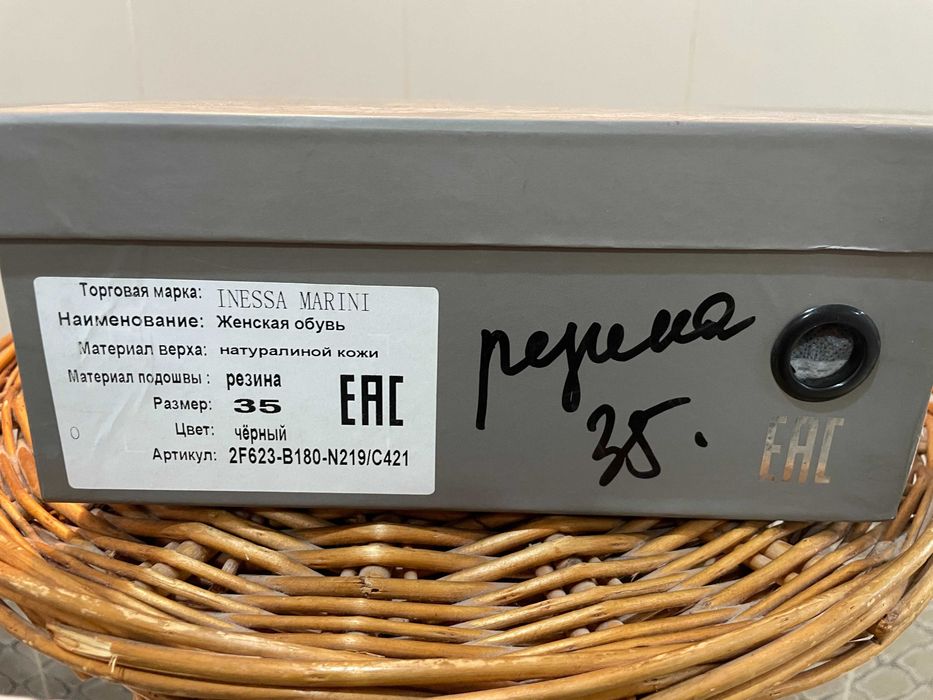 Торговая марка: INESSA MARINI
Наименование: Женская обувь
Материал верха: натуралиной кожи
Материал подошвы: резина
Размер: 35
Цвет: чёрный
Артикул: 2F623-B180-N219/C421
O
EAC
резина
35.
EAC